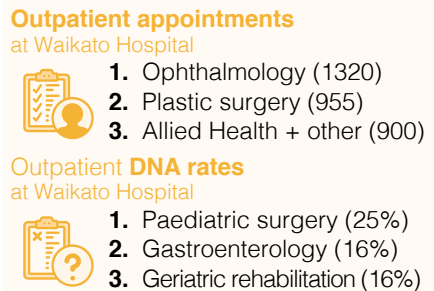 Outpatient appointments
at Waikato Hospital
1. Ophthalmology (1320)
2. Plastic surgery (955)
3. Allied Health + other (900)
Outpatient DNA rates
at Waikato Hospital
1. Paediatric surgery (25%)
2. Gastroenterology (16%)
3. Geriatric rehabilitation (16%)